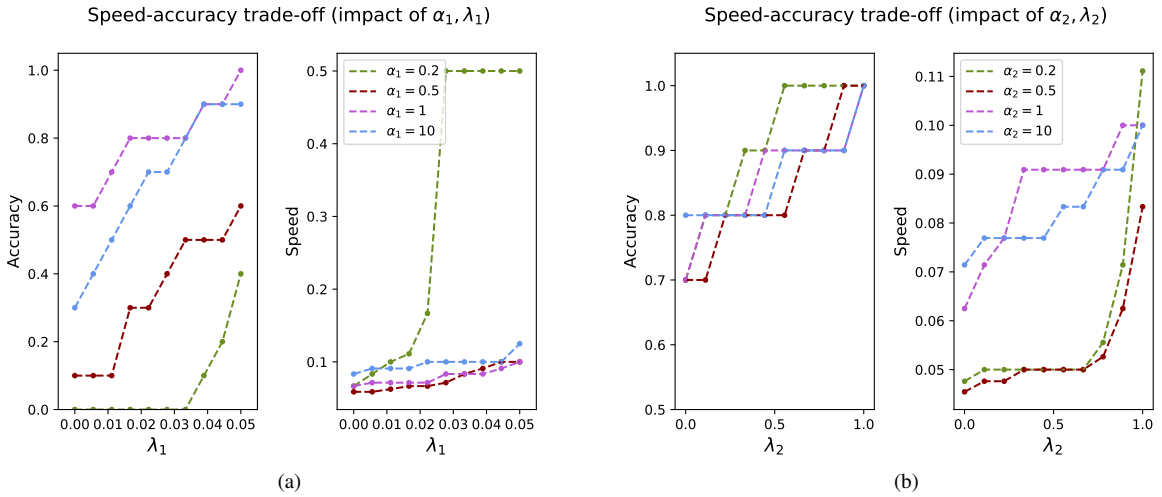 Speed-accuracy trade-off (impact of α₁, λ₁)
Accuracy
1.0
0.8
0.6
0.4
0.2
0.0
0.00 0.01 0.02 0.03 0.04 0.05
λ₁
Speed
0.5
0.4
0.3
0.2
0.1
α₁ = 0.2
α₁ = 0.5
α₁ = 1
α₁ = 10
0.00 0.01 0.02 0.03 0.04 0.05
λ₁
(a)
Speed-accuracy trade-off (impact of α₂, λ₂)
Accuracy
1.0
0.9
0.8
0.7
0.6
0.5
0.0 0.5 1.0
λ₂
Speed
0.11
0.10
0.09
0.08
0.07
0.06
0.05
α₂ = 0.2
α₂ = 0.5
α₂ = 1
α₂ = 10
0.0 0.5 1.0
λ₂
(b)